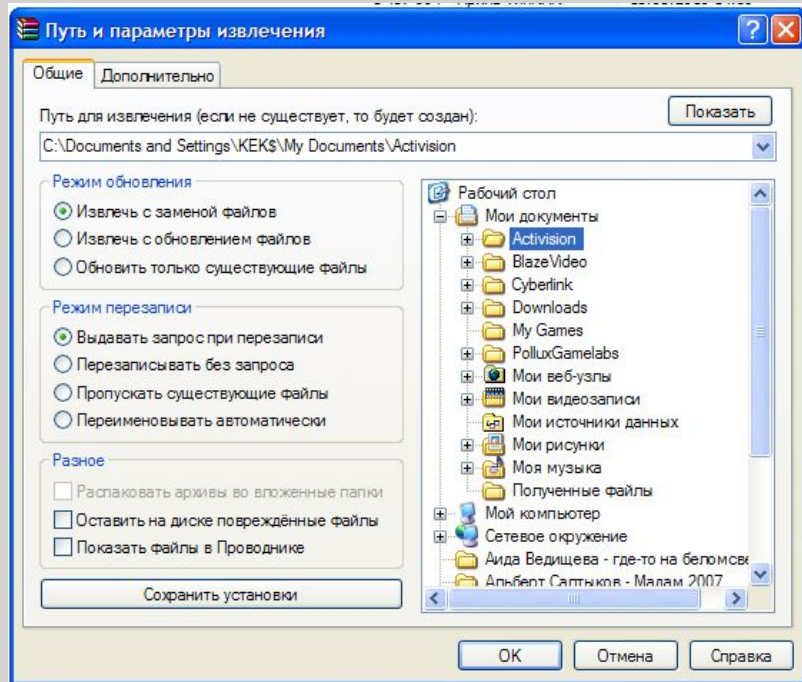 Путь и параметры извлечения
Общие
Дополнительно
Путь для извлечения (если не существует, то будет создан):
Показать
C:\Documents and Settings\KEK$\My Documents\Activision
Режим обновления
Извлечь с заменой файлов
Извлечь с обновлением файлов
Обновить только существующие файлы
Режим перезаписи
Выдавать запрос при перезаписи
Перезаписывать без запроса
Пропускать существующие файлы
Переименовывать автоматически
Разное
Распаковать архивы во вложенные папки
Оставить на диске повреждённые файлы
Показать файлы в Проводнике
Сохранить установки
Рабочий стол
Мои документы
Activision
BlazeVideo
Cyberlink
Downloads
My Games
PolluxGamelabs
Мои веб-узлы
Мои видеозаписи
Мои источники данных
Мои рисунки
Моя музыка
Полученные файлы
Мой компьютер
Сетевое окружение
Аида Ведищева - где-то на беломсве
Альберт Салтыков - Мадам 2007
OK
Отмена
Справка